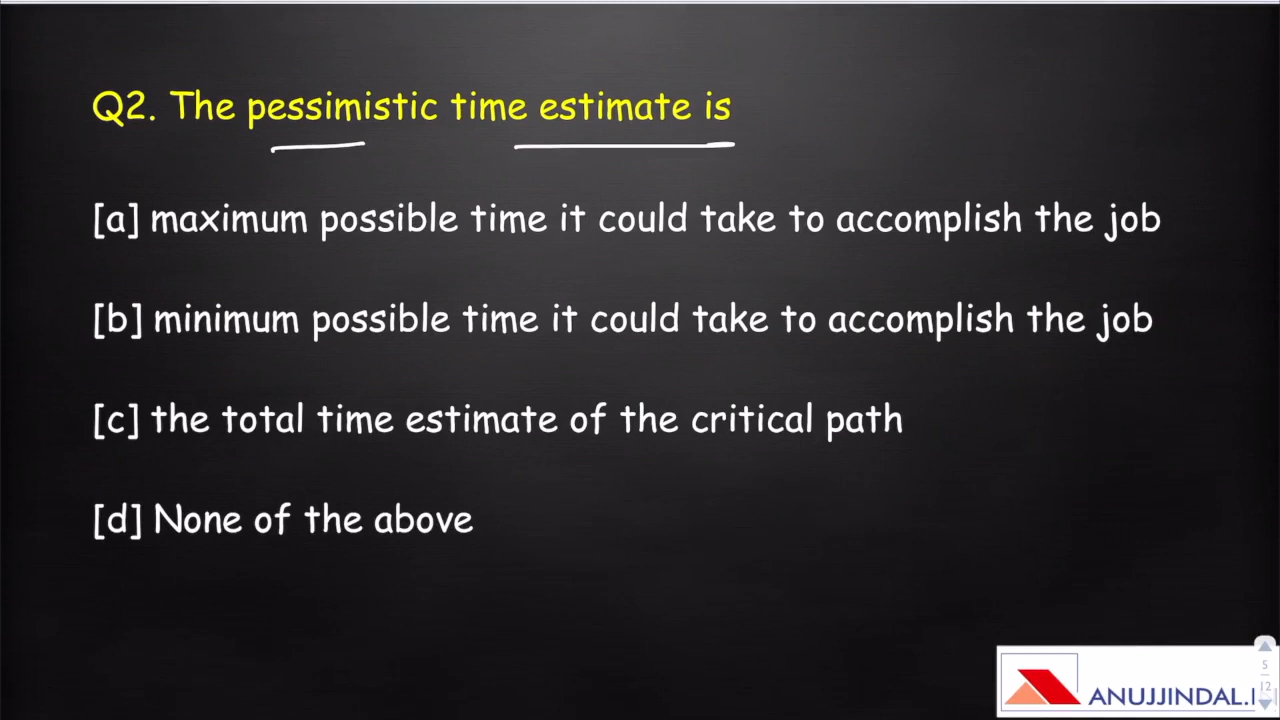 Q2. The pessimistic time estimate is
[a] maximum possible time it could take to accomplish the job
[b] minimum possible time it could take to accomplish the job
[c] the total time estimate of the critical path
[d] None of the above
5
12
ANUJJINDAL.I